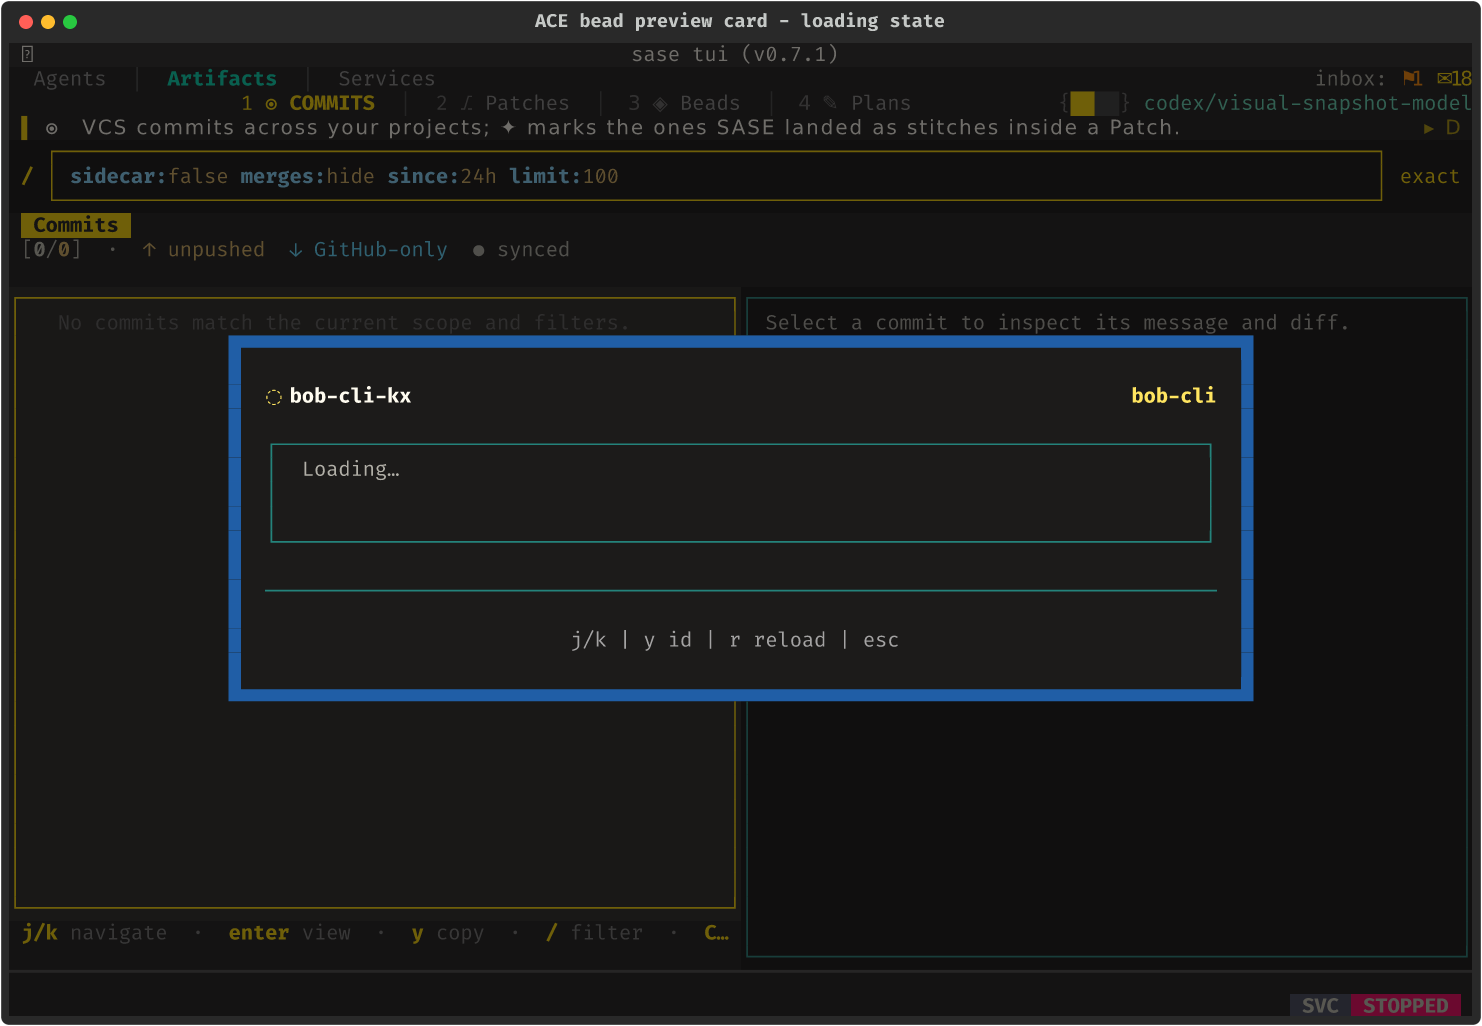 ACE bead preview card - loading state
sase tui (v0.7.1)
Agents │ Artifacts │ Services inbox: ⚑1 ✉18
1 ⊙ COMMITS │ 2 Patches │ 3 ◈ Beads │ 4 ✎ Plans { } codex/visual-snapshot-model
⊙ VCS commits across your projects; ✦ marks the ones SASE landed as stitches inside a Patch. ▸ D
/ sidecar:false merges:hide since:24h limit:100 exact
Commits
[0/0] · ↑ unpushed ↓ GitHub-only ● synced
No commits match the current scope and filters.
Select a commit to inspect its message and diff.
◌ bob-cli-kx bob-cli
Loading…
j/k | y id | r reload | esc
j/k navigate · enter view · y copy · / filter · C…
SVC STOPPED